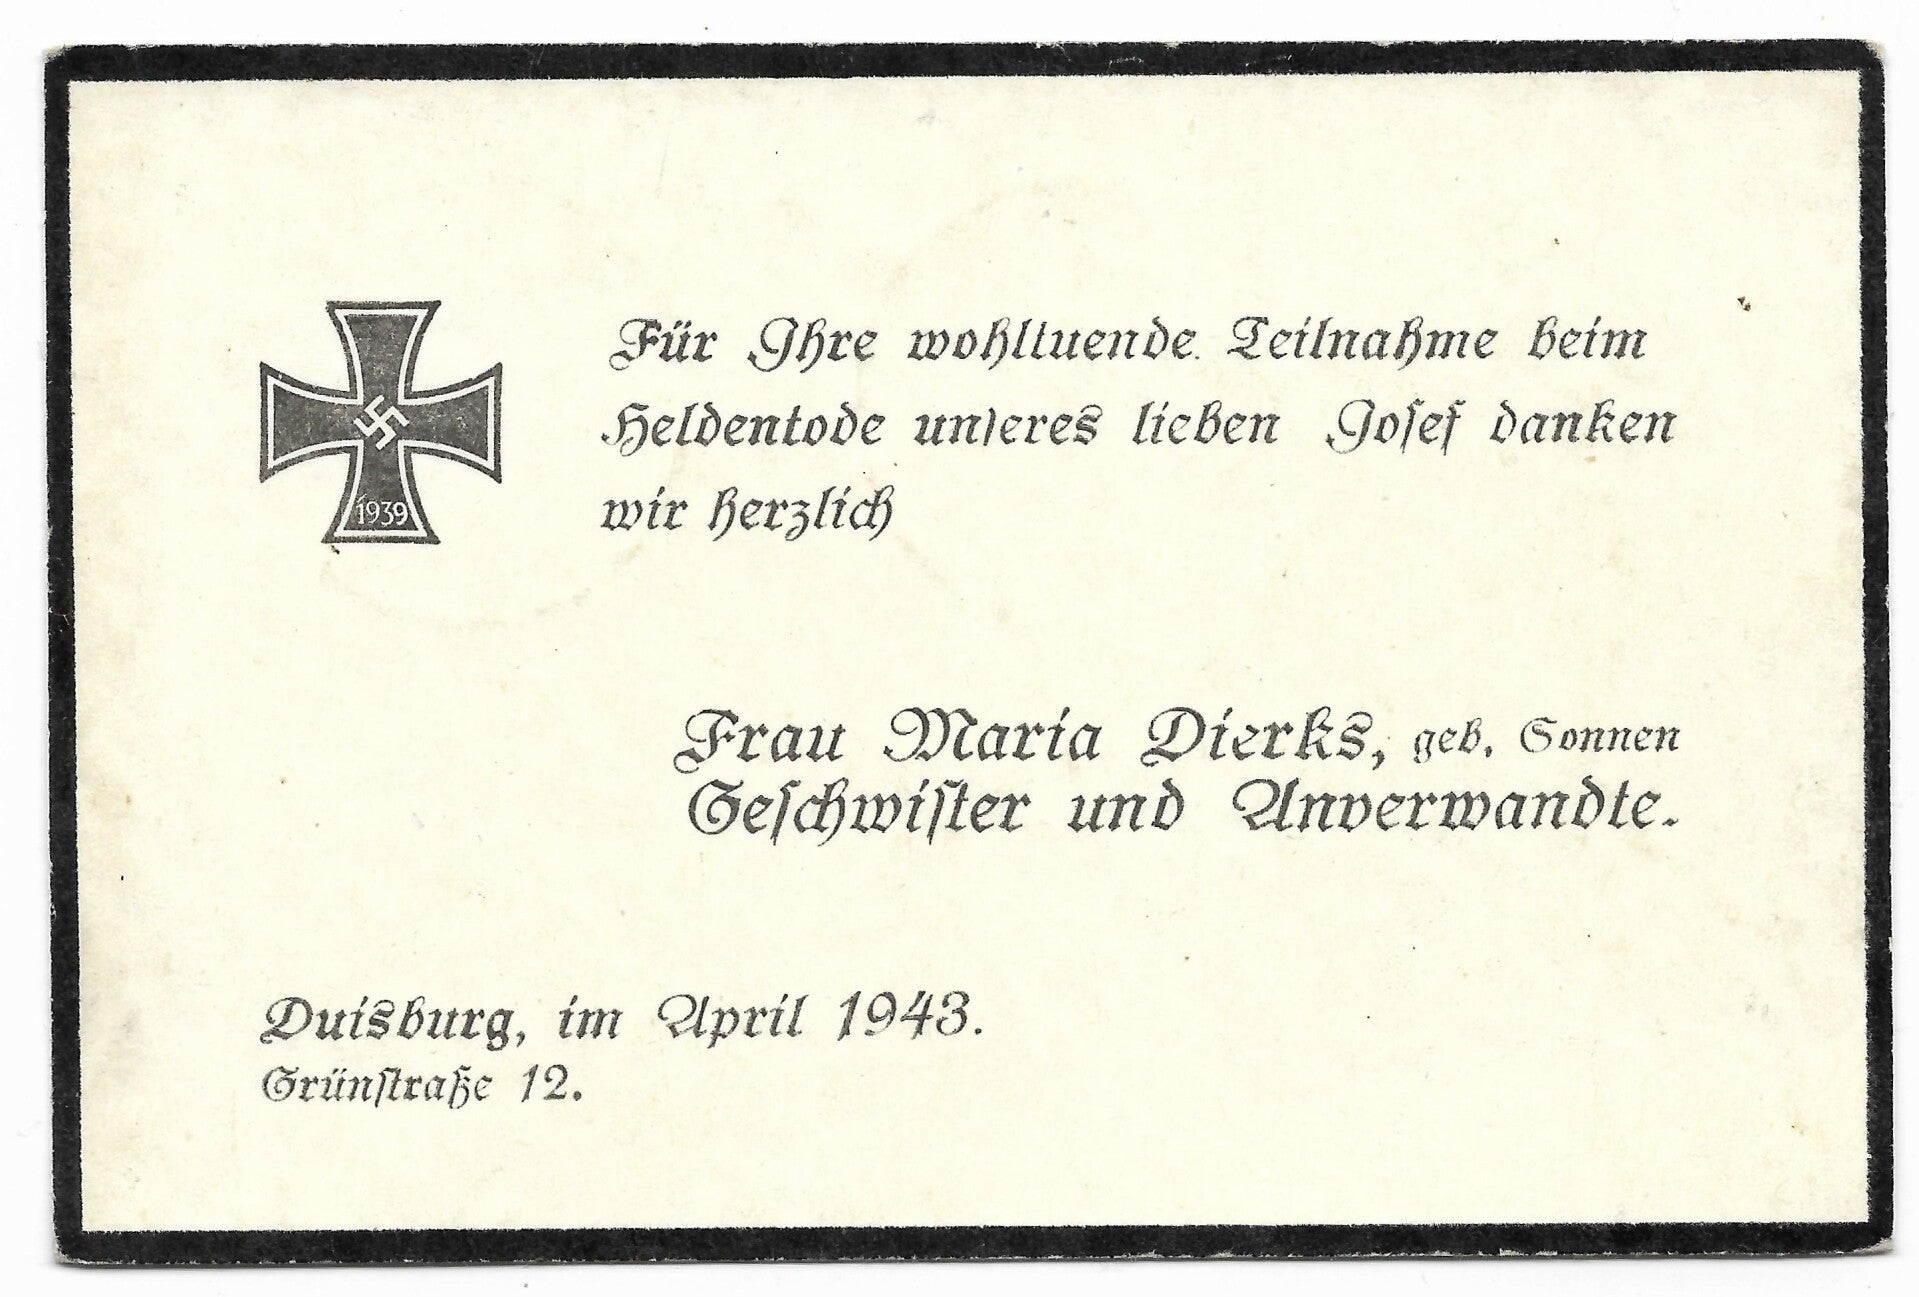 1939
Für Ihre wohltuende Teilnahme beim
Heldentode unseres lieben Josef danken
wir herzlich
Frau Maria Dierks, geb. Sonnen
Geschwister und Anverwandte.
Duisburg, im April 1943.
Grünstraße 12.